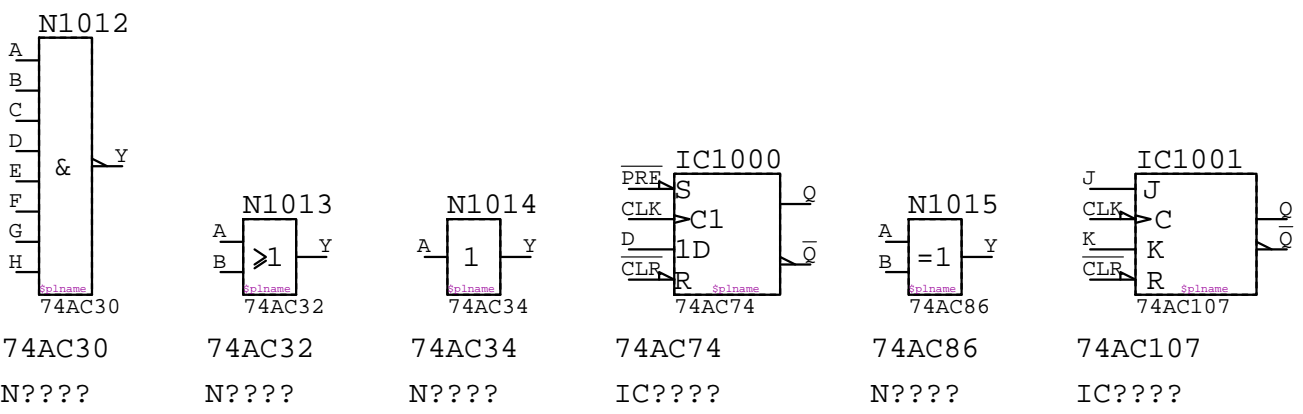 N1012
A
B
C
D
E
F
G
H
&
Y
$plname
74AC30
N1013
A
B
≥1
Y
$plname
74AC32
N1014
A
1
Y
$plname
74AC34
IC1000
PRE
CLK
D
CLR
S
C1
1D
R
Q
Q
$plname
74AC74
N1015
A
B
=1
Y
$plname
74AC86
IC1001
J
CLK
K
CLR
J
C
K
R
Q
Q
$plname
74AC107
74AC30 74AC32 74AC34 74AC74 74AC86 74AC107
N???? N???? N???? IC???? N???? IC????